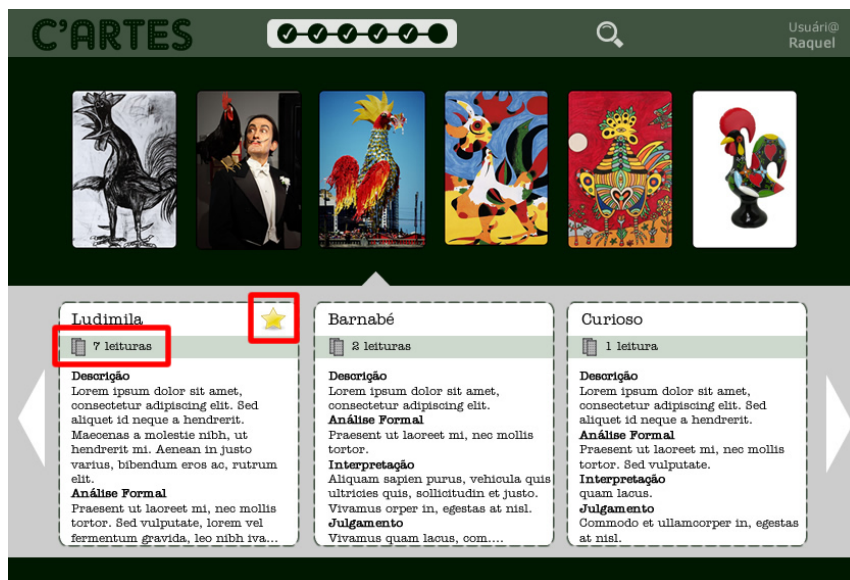 C'ARTES
Usuári@
Raquel
Ludimila
7 leituras
Descrição
Lorem ipsum dolor sit amet,
consectetur adipiscing elit. Sed
aliquet id neque a hendrerit.
Maecenas a molestie nibh, ut
hendrerit mi. Aenean in justo
varius, bibendum eros ac, rutrum
elit.
Análise Formal
Praesent ut laoreet mi, nec mollis
tortor. Sed vulputate, lorem vel
fermentum gravida, leo nibh iva...
Barnabé
2 leituras
Descrição
Lorem ipsum dolor sit amet,
consectetur adipiscing elit.
Análise Formal
Praesent ut laoreet mi, nec mollis
tortor.
Interpretação
Aliquam sapien purus, vehicula quis
ultricies quis, sollicitudin et justo.
Vivamus orper in, egestas at nisl.
Julgamento
Vivamus quam lacus, com....
Curioso
1 leitura
Descrição
Lorem ipsum dolor sit amet,
consectetur adipiscing elit. Sed
aliquet id neque a hendrerit.
Análise Formal
Praesent ut laoreet mi, nec mollis
tortor. Sed vulputate.
Interpretação
quam lacus.
Julgamento
Commodo et ullamcorper in, egestas
at nisl.